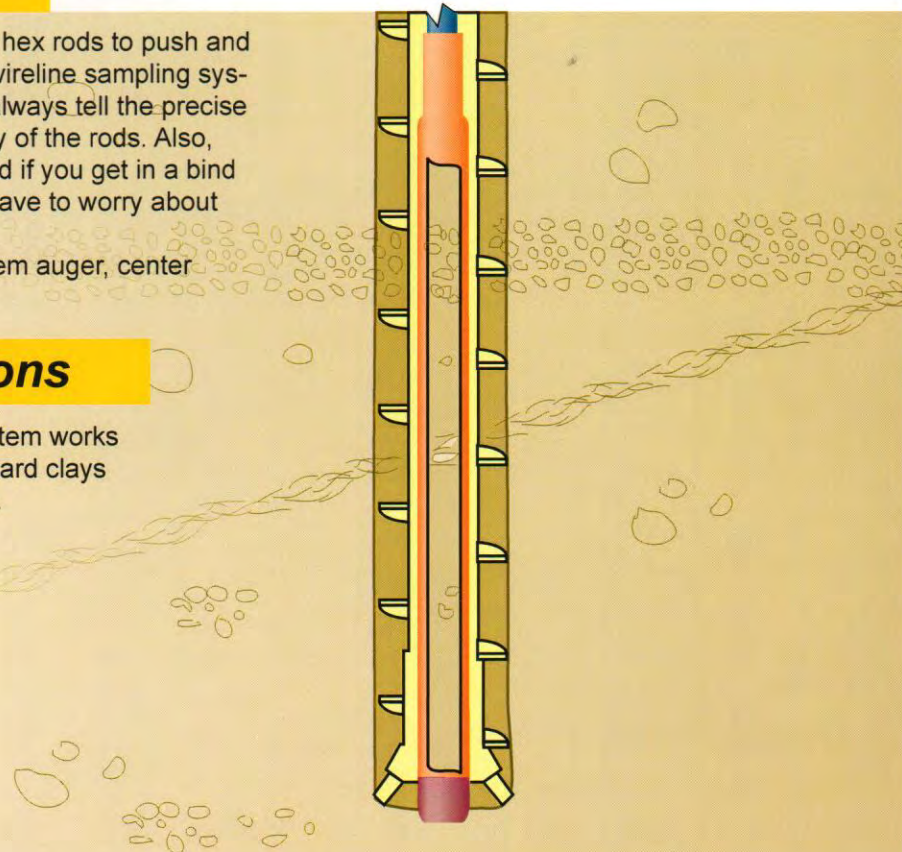 hex rods to push and
wireline sampling sys-
always tell the precise
y of the rods. Also,
d if you get in a bind
ave to worry about
em auger, center
ons
tem works
ard clays